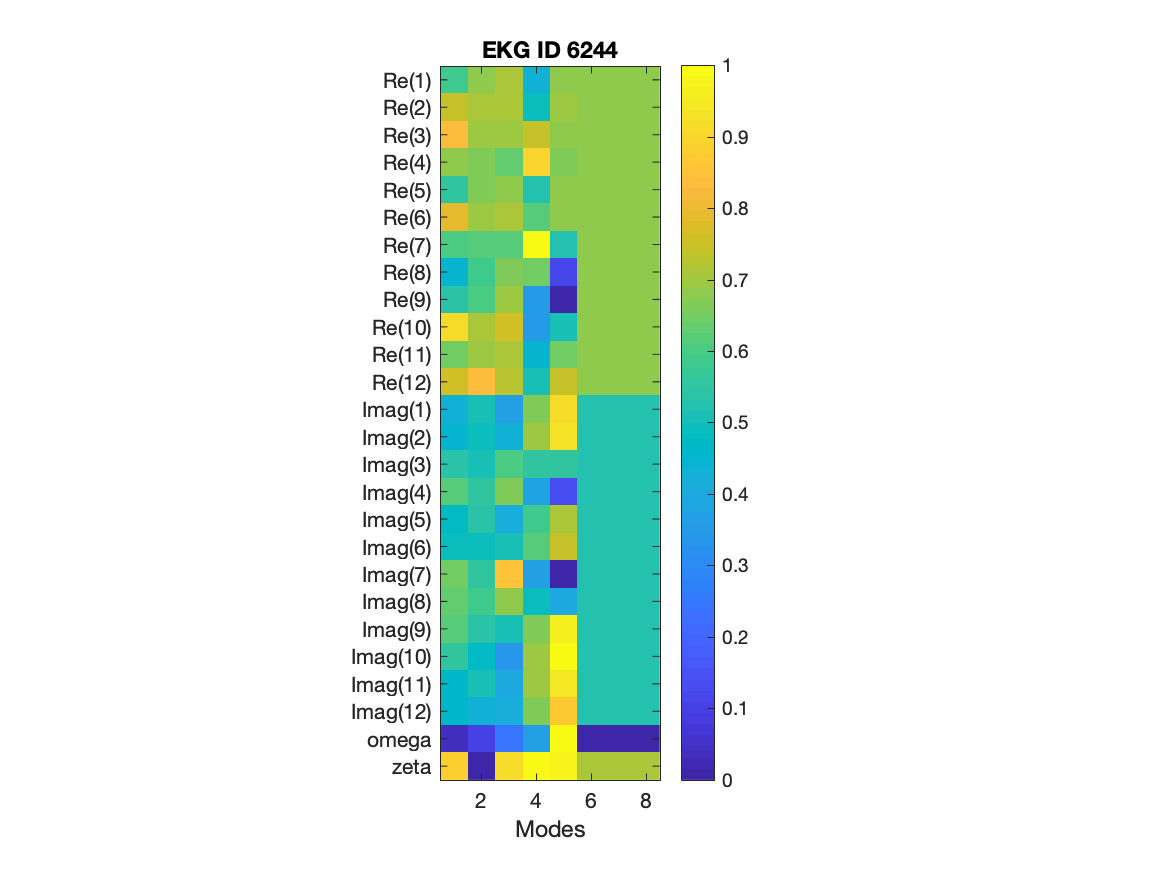 EKG ID 6244
Re(1)
Re(2)
Re(3)
Re(4)
Re(5)
Re(6)
Re(7)
Re(8)
Re(9)
Re(10)
Re(11)
Re(12)
Imag(1)
Imag(2)
Imag(3)
Imag(4)
Imag(5)
Imag(6)
Imag(7)
Imag(8)
Imag(9)
Imag(10)
Imag(11)
Imag(12)
omega
zeta
2 4 6 8
Modes
1
0.9
0.8
0.7
0.6
0.5
0.4
0.3
0.2
0.1
0